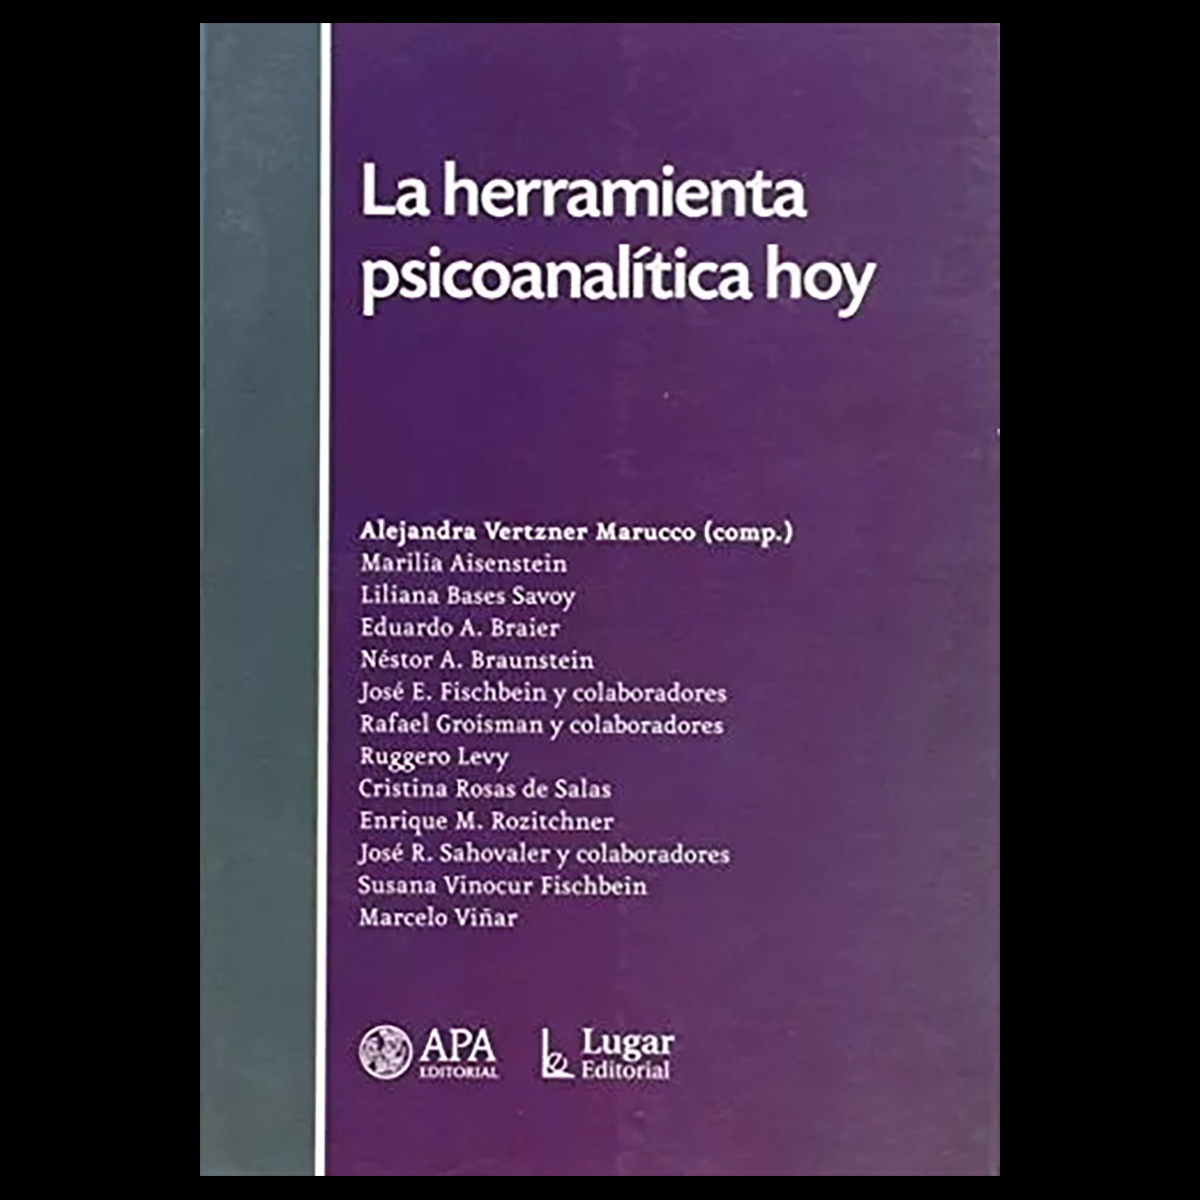 La herramienta
psicoanalítica hoy
Alejandra Vertzner Marucco (comp.)
Marilia Aisenstein
Liliana Bases Savoy
Eduardo A. Braier
Néstor A. Braunstein
José E. Fischbein y colaboradores
Rafael Groisman y colaboradores
Ruggero Levy
Cristina Rosas de Salas
Enrique M. Rozitchner
José R. Sahovaler y colaboradores
Susana Vinocur Fischbein
Marcelo Viñar
APA
EDITORIAL
Lugar
Editorial